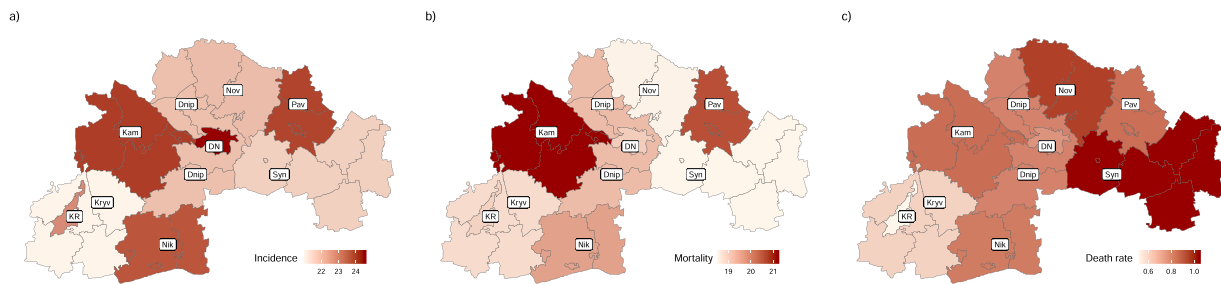 a)
Nov
Dnip
Pav
Kam
DN
Dnip
Syn
Kryv
KR
Nik
Incidence
22 23 24
b)
Nov
Dnip
Pav
Kam
DN
Dnip
Syn
Kryv
KR
Nik
Mortality
19 20 21
c)
Nov
Dnip
Pav
Kam
DN
Dnip
Syn
Kryv
KR
Nik
Death rate
0.6 0.8 1.0